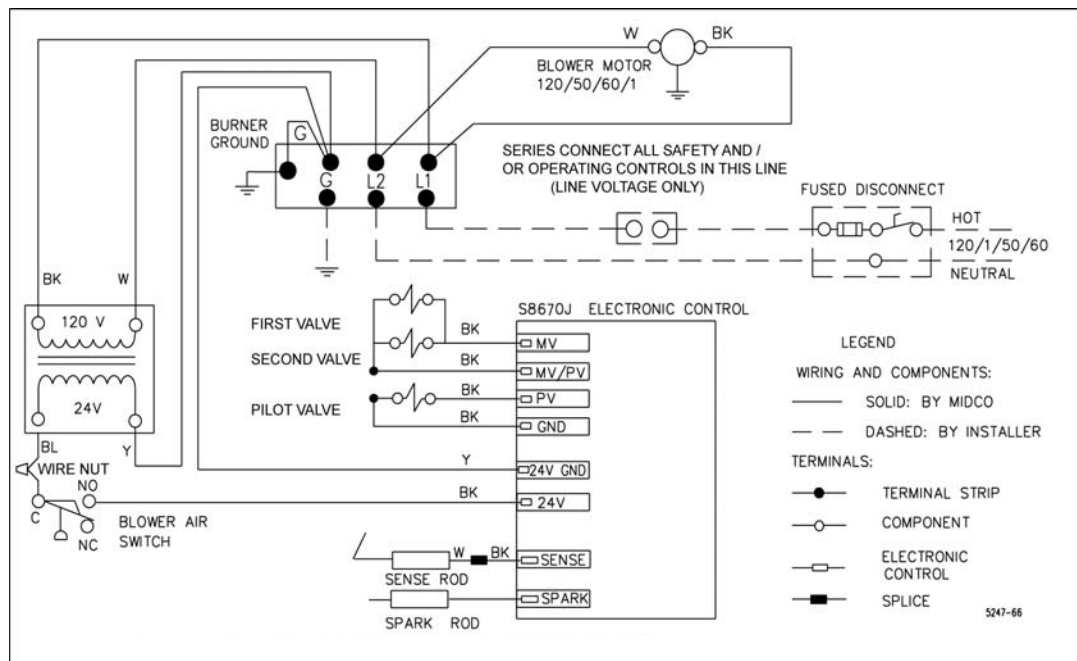 W
BK
BLOWER MOTOR
120/50/60/1
BURNER
GROUND
G
G
L2
L1
SERIES CONNECT ALL SAFETY AND /
OR OPERATING CONTROLS IN THIS LINE
(LINE VOLTAGE ONLY)
FUSED DISCONNECT
HOT
120/1/50/60
NEUTRAL
BK
W
120 V
24V
BL
Y
WIRE NUT
NO
C
NC
BLOWER AIR
SWITCH
S8670J ELECTRONIC CONTROL
FIRST VALVE
BK
MV
SECOND VALVE
BK
MV/PV
PILOT VALVE
BK
PV
BK
GND
Y
24V GND
BK
24V
W
BK
SENSE
SENSE ROD
SPARK
SPARK ROD
LEGEND
WIRING AND COMPONENTS:
SOLID: BY MIDCO
DASHED: BY INSTALLER
TERMINALS:
TERMINAL STRIP
COMPONENT
ELECTRONIC
CONTROL
SPLICE
5247-66